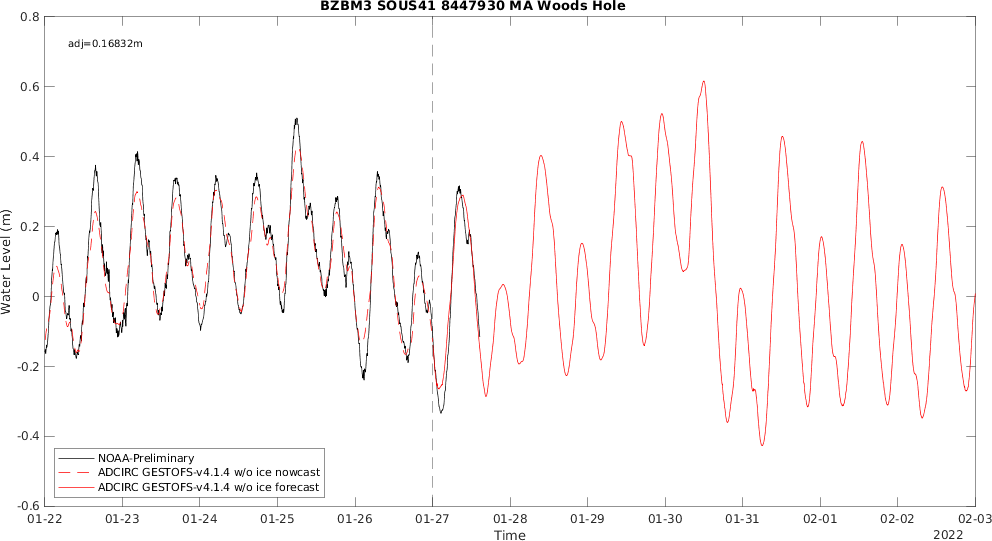 BZBM3 SOUS41 8447930 MA Woods Hole
adj=0.16832m
0.8
0.6
0.4
0.2
0
-0.2
-0.4
-0.6
Water Level (m)
NOAA-Preliminary
ADCIRC GESTOFS-v4.1.4 w/o ice nowcast
ADCIRC GESTOFS-v4.1.4 w/o ice forecast
01-22 01-23 01-24 01-25 01-26 01-27 01-28 01-29 01-30 01-31 02-01 02-02 02-03
Time
2022